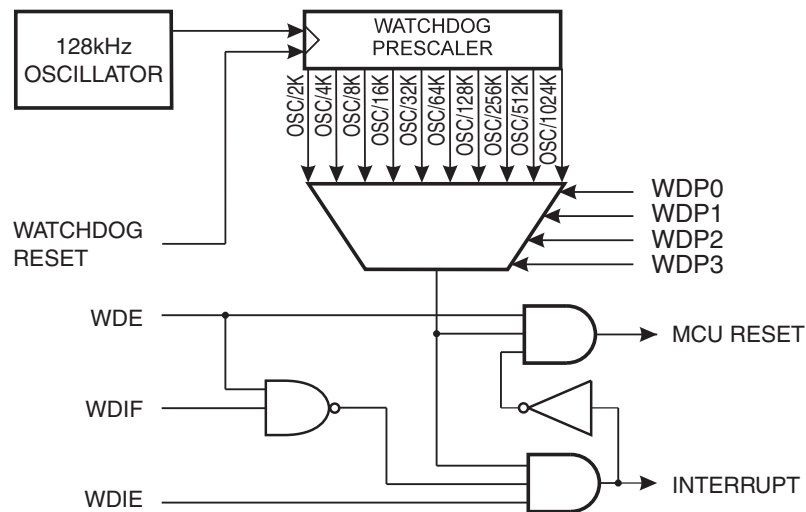 128kHz
OSCILLATOR
WATCHDOG
PRESCALER
OSC/2K
OSC/4K
OSC/8K
OSC/16K
OSC/32K
OSC/64K
OSC/128K
OSC/256K
OSC/512K
OSC/1024K
WDP0
WDP1
WDP2
WDP3
WATCHDOG
RESET
WDE
MCU RESET
WDIF
WDIE
INTERRUPT